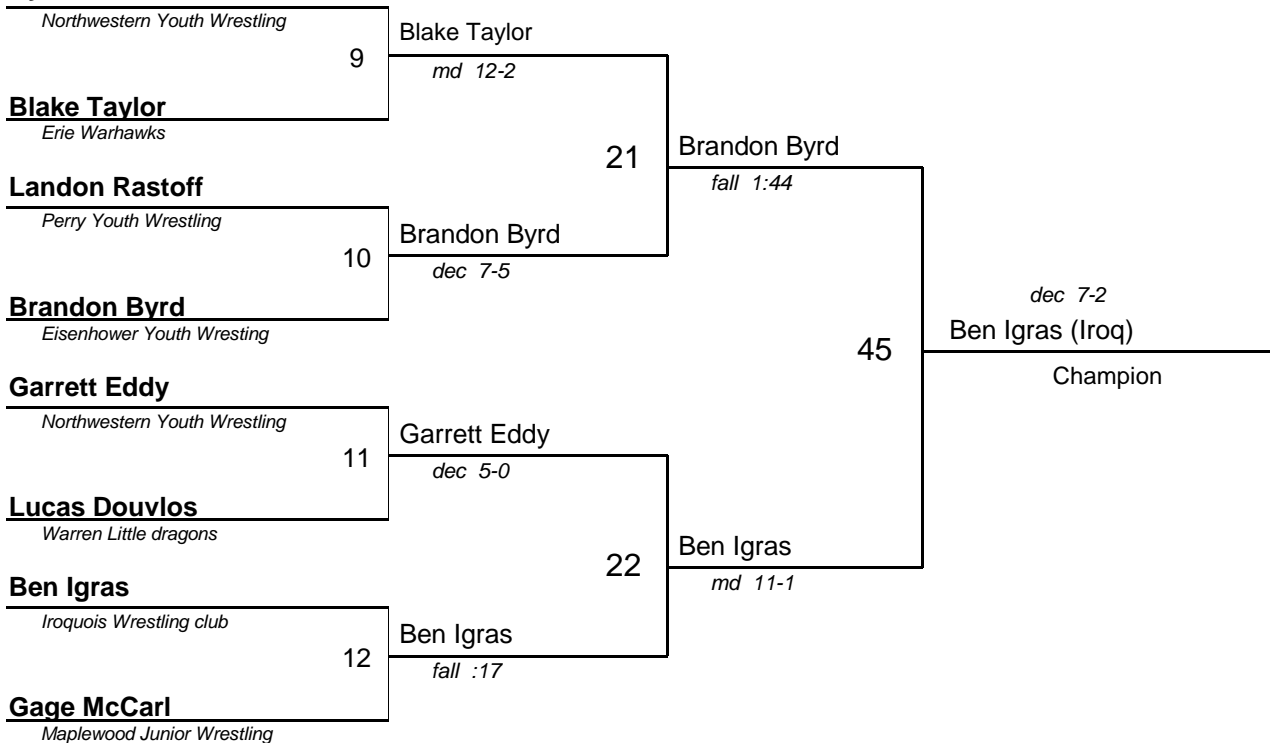 Northwestern Youth Wrestling
9
Blake Taylor
md 12-2
Blake Taylor
Erie Warhawks
21
Brandon Byrd
fall 1:44
Landon Rastoff
Perry Youth Wrestling
10
Brandon Byrd
dec 7-5
Brandon Byrd
Eisenhower Youth Wresting
45
dec 7-2
Ben Igras (Iroq)
Champion
Garrett Eddy
Northwestern Youth Wrestling
11
Garrett Eddy
dec 5-0
Lucas Douvlos
Warren Little dragons
22
Ben Igras
md 11-1
Ben Igras
Iroquois Wrestling club
12
Ben Igras
fall :17
Gage McCarl
Maplewood Junior Wrestling